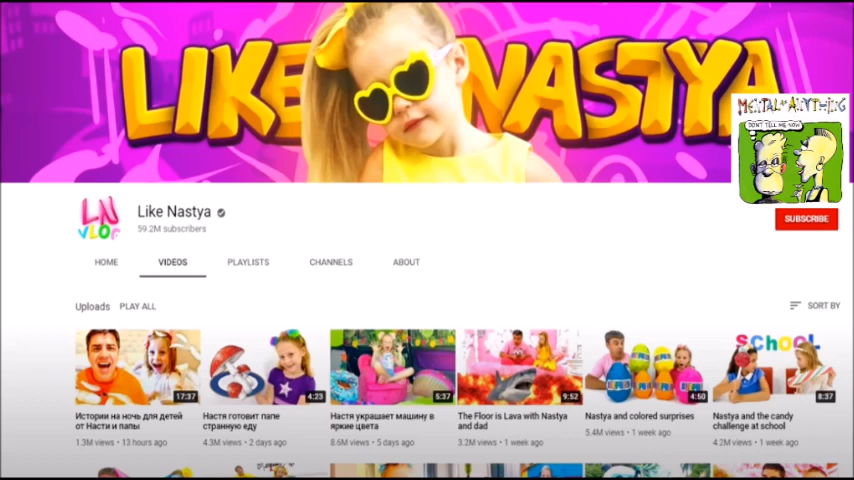 LIKE NASTYA
MENTAL ANYTHING
DON'T TELL ME NOW
LN
VLOG
Like Nastya
59.2M subscribers
SUBSCRIBE
HOME VIDEOS PLAYLISTS CHANNELS ABOUT
Uploads PLAY ALL SORT BY
SCHOOL
17:37 4:23 5:37 9:52 4:50 8:37
Истории на ночь для детей
от Насти и папы
1.3M views • 13 hours ago
Настя готовит папе
странную еду
4.3M views • 2 days ago
Настя украшает машину в
яркие цвета
8.6M views • 5 days ago
The Floor is Lava with Nastya
and dad
3.2M views • 1 week ago
Nastya and colored surprises
5.4M views • 1 week ago
Nastya and the candy
challenge at school
4.2M views • 1 week ago